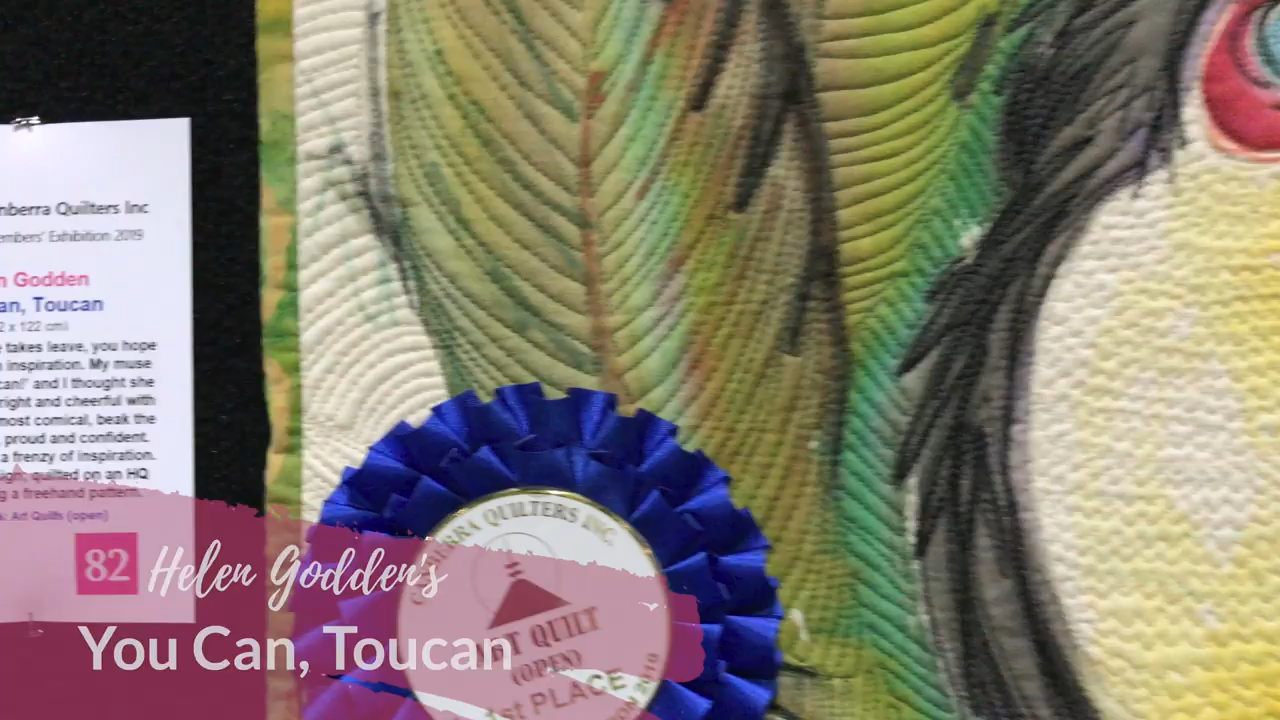 nberra Quilters Inc
embers' Exhibition 2019
n Godden
an, Toucan
2 x 122 cm)
e takes leave, you hope
inspiration. My muse
can!' and I thought she
right and cheerful with
most comical, beak the
proud and confident.
a frenzy of inspiration.
ugh, quilted on an HQ
g a freehand pattern.
s: Art Quilts (open)
82
Helen Godden's
You Can, Toucan
BERRA QUILTERS INC.
ART QUILT
(OPEN)
1st PLACE